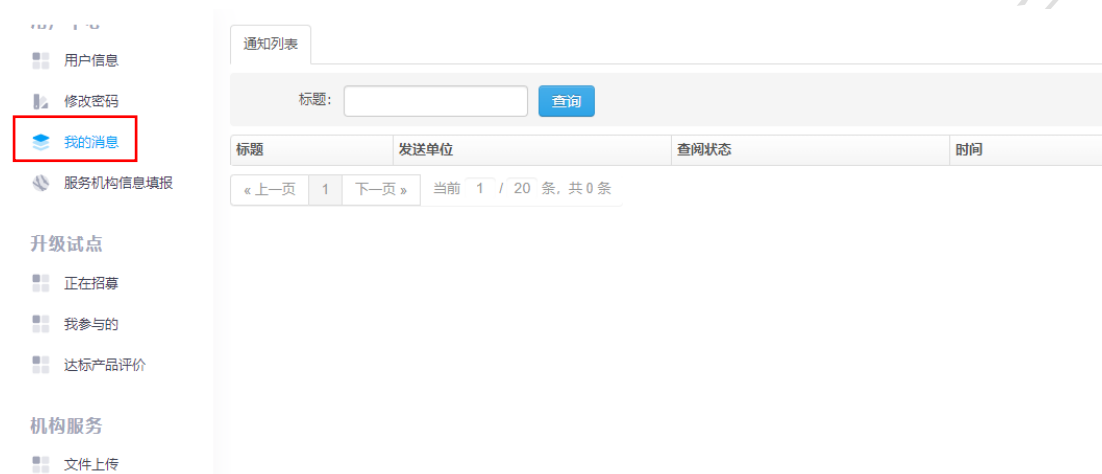 用户信息
修改密码
我的消息
服务机构信息填报
升级试点
正在招募
我参与的
达标产品评价
机构服务
文件上传
通知列表
标题: 查询
标题 发送单位 查阅状态 时间
« 上一页 1 下一页 » 当前 1 / 20 条, 共 0 条